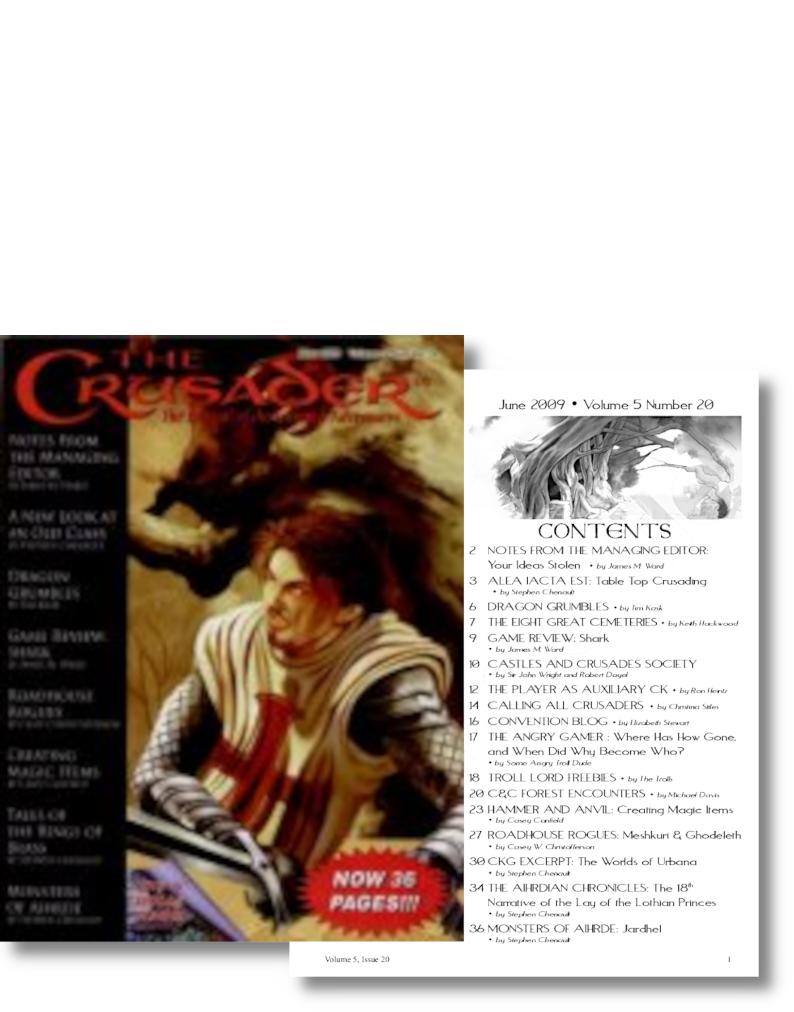 THE
CRUSADER
NOTES FROM
THE MANAGING
EDITOR
A NEW LOOK AT
AN OLD CLASS
DRAGON
GRUMBLES
GAME REVIEW:
SHARK
ROADHOUSE
ROGUES
CREATING
MAGIC ITEMS
TALES OF
THE RINGS OF
BRASS
MONSTERS
OF AIHRDE
NOW 36
PAGES!!!
June 2009 • Volume 5 Number 20
CONTENTS
2 NOTES FROM THE MANAGING EDITOR:
Your Ideas Stolen • by James M. Ward
3 ALEA IACTA EST: Table Top Crusading
• by Stephen Chenault
6 DRAGON GRUMBLES • by Tim Kask
7 THE EIGHT GREAT CEMETERIES • by Keith Hackwood
9 GAME REVIEW: Shark
• by James M. Ward
10 CASTLES AND CRUSADES SOCIETY
• by Sir John Wright and Robert Doyel
12 THE PLAYER AS AUXILIARY CK • by Ron Heintz
14 CALLING ALL CRUSADERS • by Christina Stiles
16 CONVENTION BLOG • by Elizabeth Stewart
17 THE ANGRY GAMER : Where Has How Gone,
and When Did Why Become Who?
• by Some Angry Troll Dude
18 TROLL LORD FREEBIES • by The Trolls
20 C&C FOREST ENCOUNTERS • by Michael Davis
23 HAMMER AND ANVIL: Creating Magic Items
• by Casey Canfield
27 ROADHOUSE ROGUES: Meshkuri & Ghodeleth
• by Casey W. Christofferson
30 CKG EXCERPT: The Worlds of Urbana
• by Stephen Chenault
34 THE AIHRDIAN CHRONICLES: The 18th
Narrative of the Lay of the Lothian Princes
• by Stephen Chenault
36 MONSTERS OF AIHRDE: Jardhel
• by Stephen Chenault
Volume 5, Issue 20 1